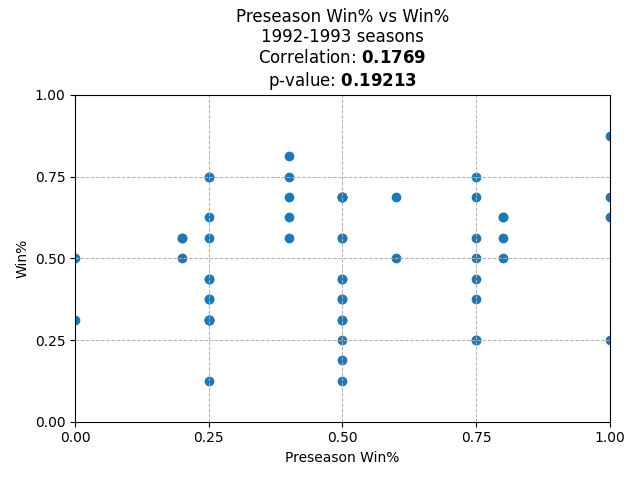 Preseason Win% vs Win%
1992-1993 seasons
Correlation: 0.1769
p-value: 0.19213
1.00
0.75
0.50
0.25
0.00
Win%
0.00 0.25 0.50 0.75 1.00
Preseason Win%